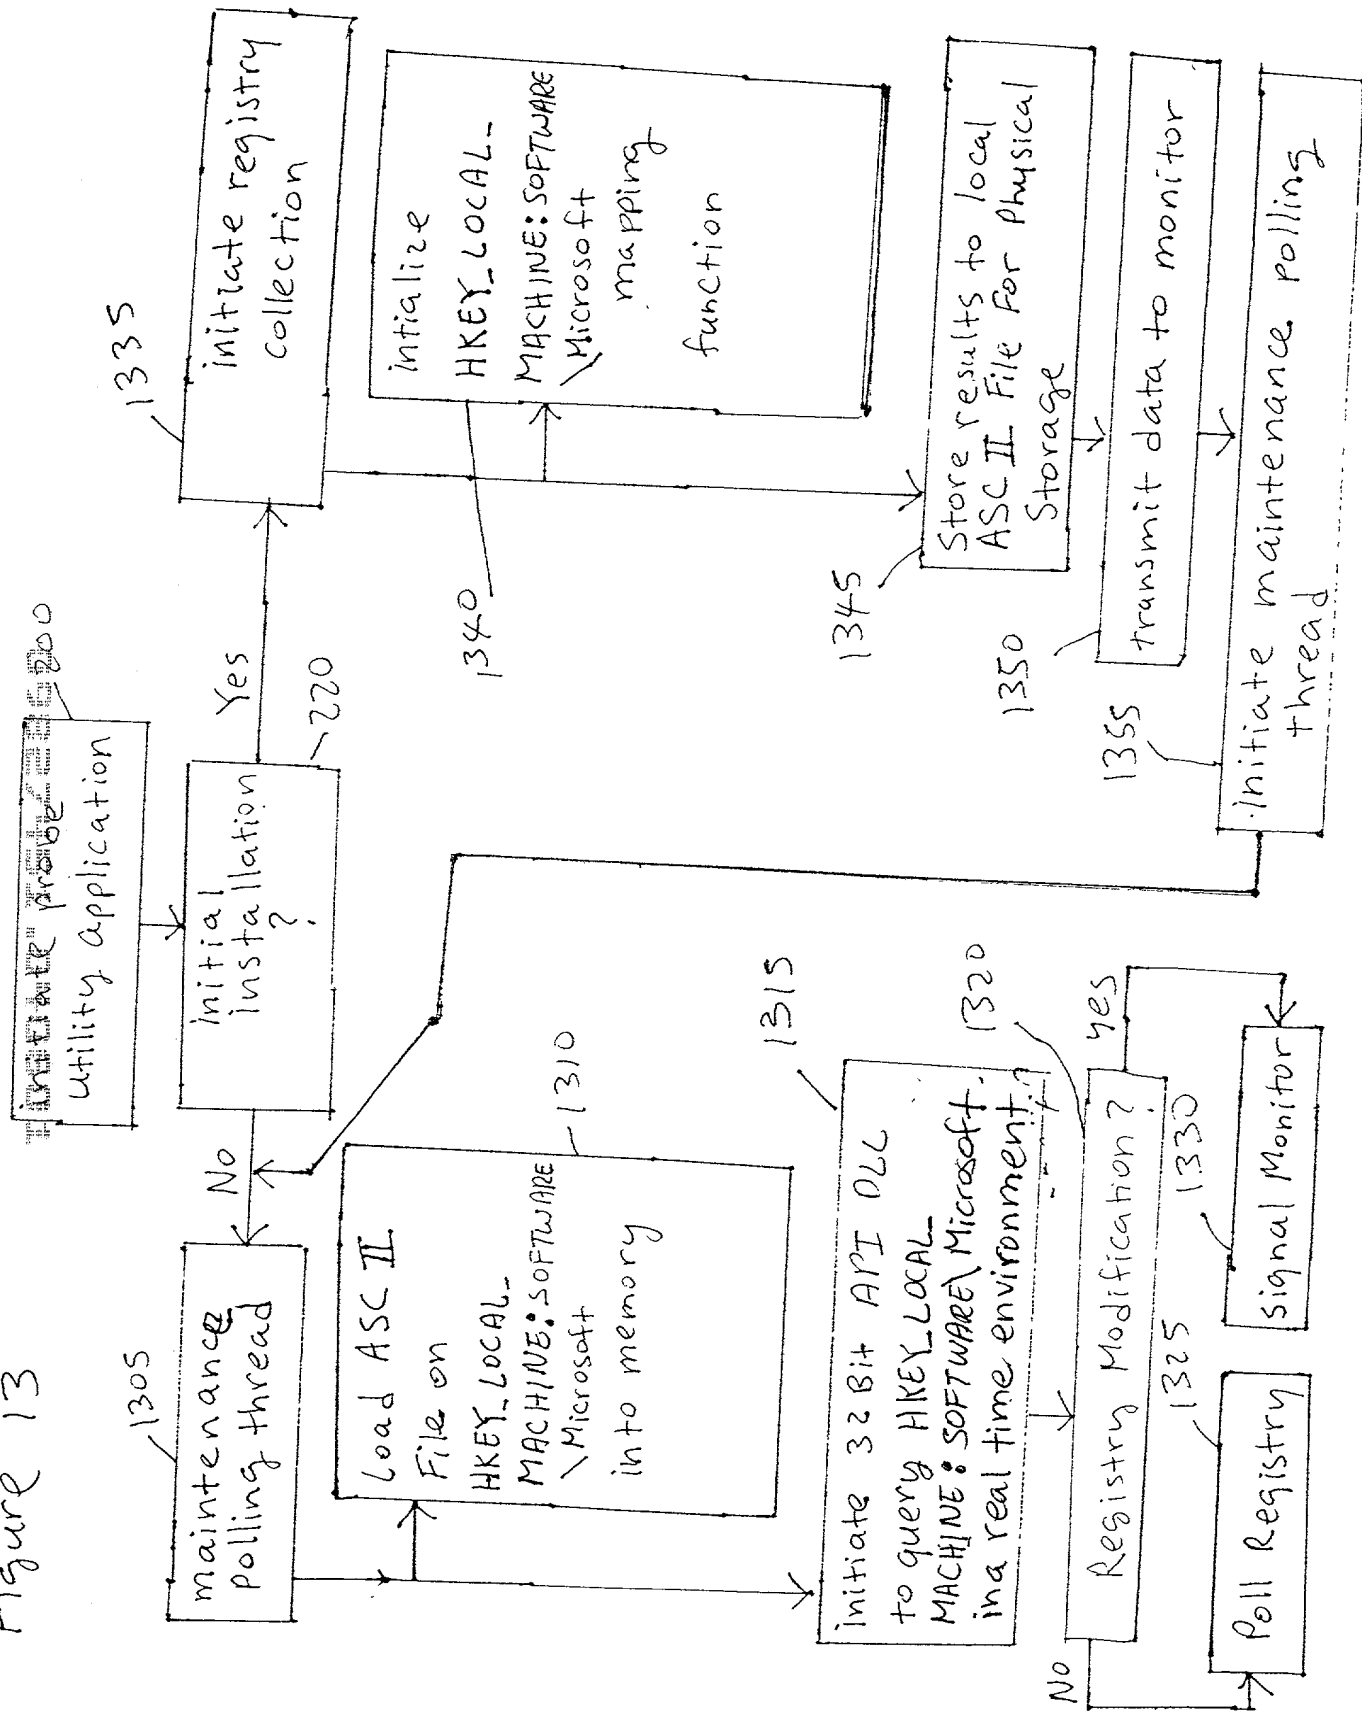 Figure 13
initiate probe
utility application
200
initial
installation
?
220
No
Yes
maintenance
polling thread
1305
Load ASC II
File on
HKEY_LOCAL_
MACHINE:SOFTWARE
\Microsoft
into memory
1310
initiate 32 Bit API DLL
to query HKEY_LOCAL_
MACHINE:SOFTWARE\Microsoft.
in a real time environment.
1315
Registry Modification?
1320
No
yes
Poll Registry
1325
signal Monitor
1330
initiate registry
collection
1335
intialize
HKEY_LOCAL_
MACHINE:SOFTWARE
\Microsoft
mapping
function
1340
Store results to local
ASC II File For Physical
Storage
1345
transmit data to monitor
1350
initiate maintenance polling
thread
1355